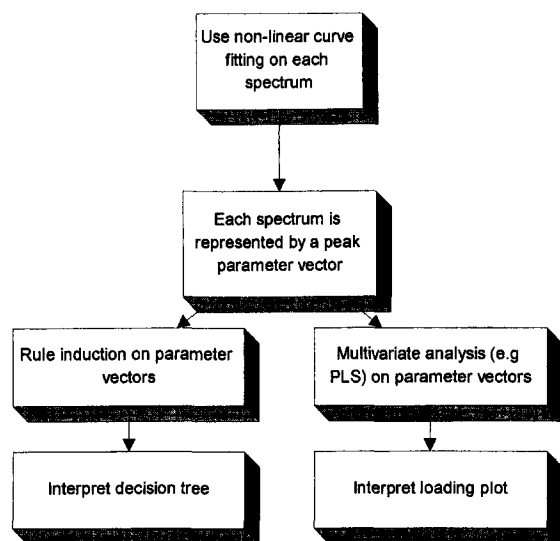 Use non-linear curve
fitting on each
spectrum
Each spectrum is
represented by a peak
parameter vector
Rule induction on parameter
vectors
Multivariate analysis (e.g
PLS) on parameter vectors
Interpret decision tree
Interpret loading plot